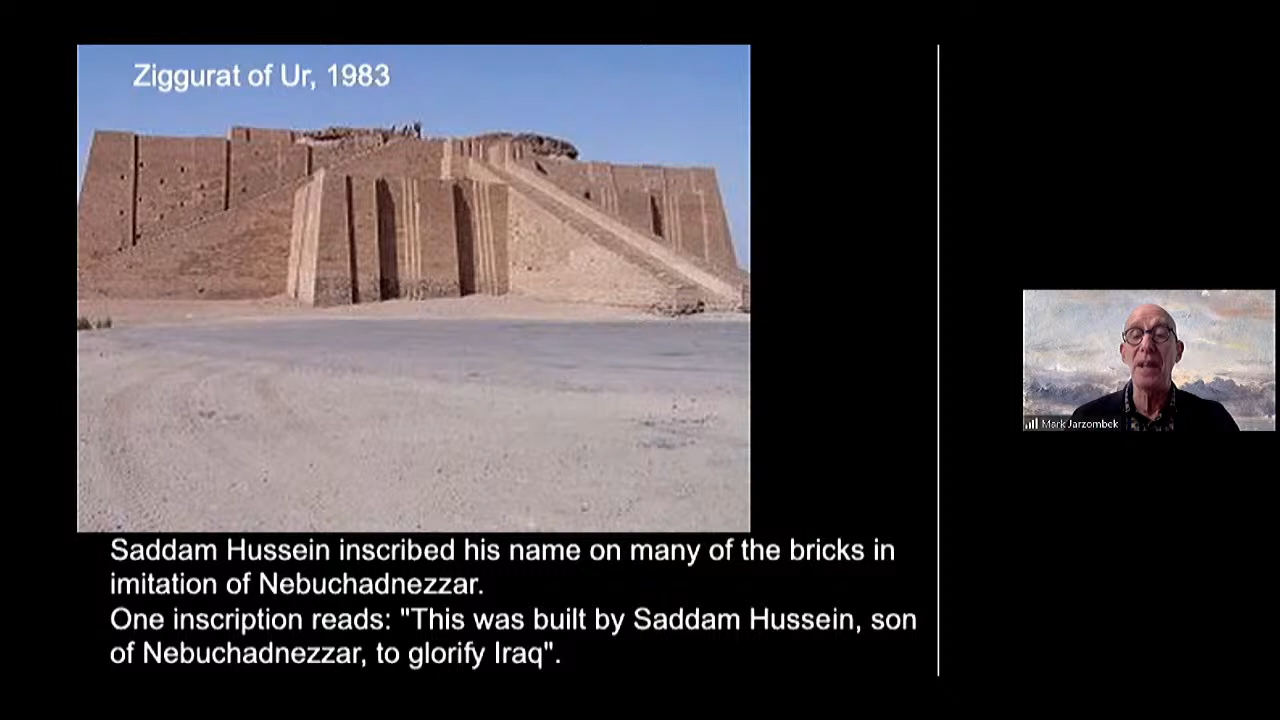 Ziggurat of Ur, 1983
Saddam Hussein inscribed his name on many of the bricks in
imitation of Nebuchadnezzar.
One inscription reads: "This was built by Saddam Hussein, son
of Nebuchadnezzar, to glorify Iraq".
Mark Jarzombek